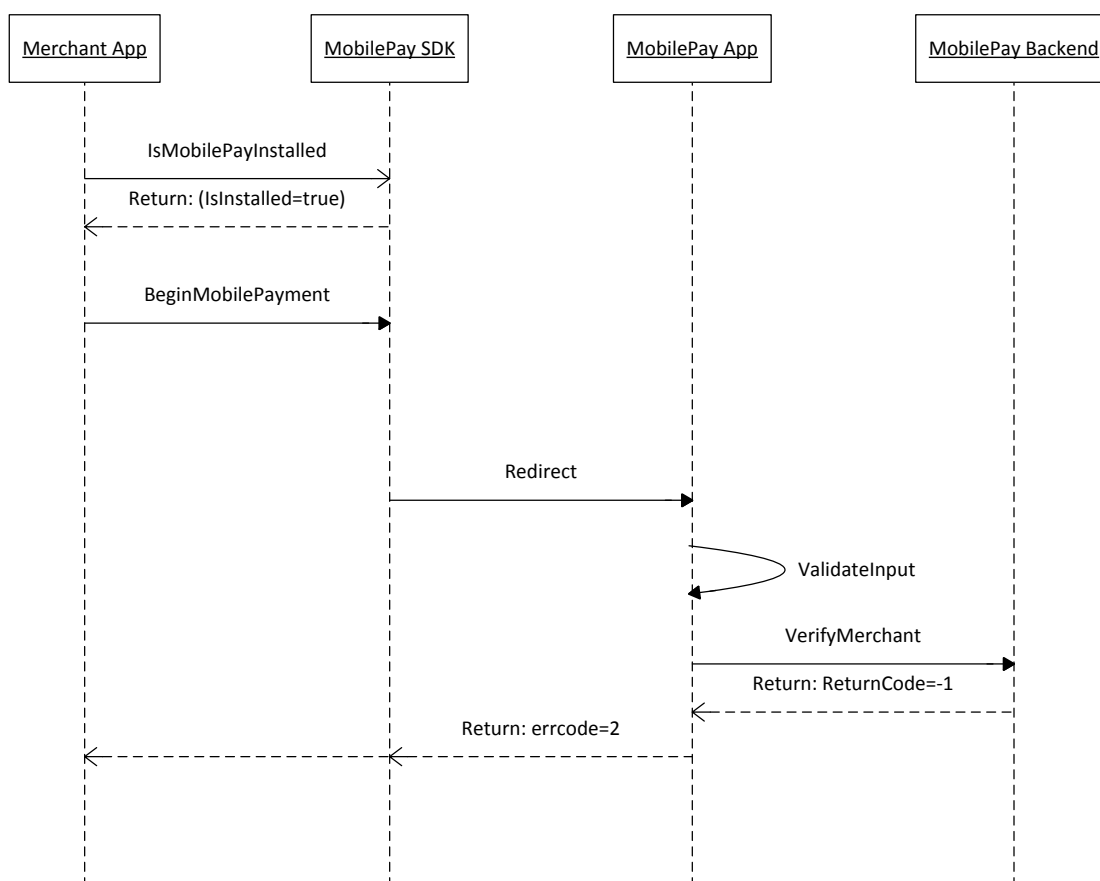 Merchant App
MobilePay SDK
MobilePay App
MobilePay Backend
IsMobilePayInstalled
Return: (IsInstalled=true)
BeginMobilePayment
Redirect
ValidateInput
VerifyMerchant
Return: ReturnCode=-1
Return: errcode=2